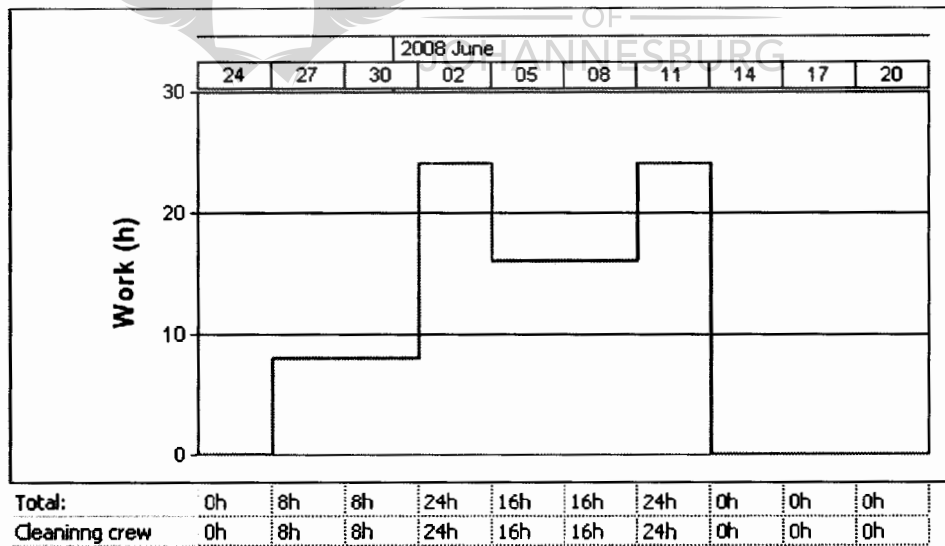 OF
JOHANNESBURG
2008 June
24 27 30 02 05 08 11 14 17 20
30
20
10
0
Work (h)
Total: 0h 8h 8h 24h 16h 16h 24h 0h 0h 0h
Cleaninng crew 0h 8h 8h 24h 16h 16h 24h 0h 0h 0h